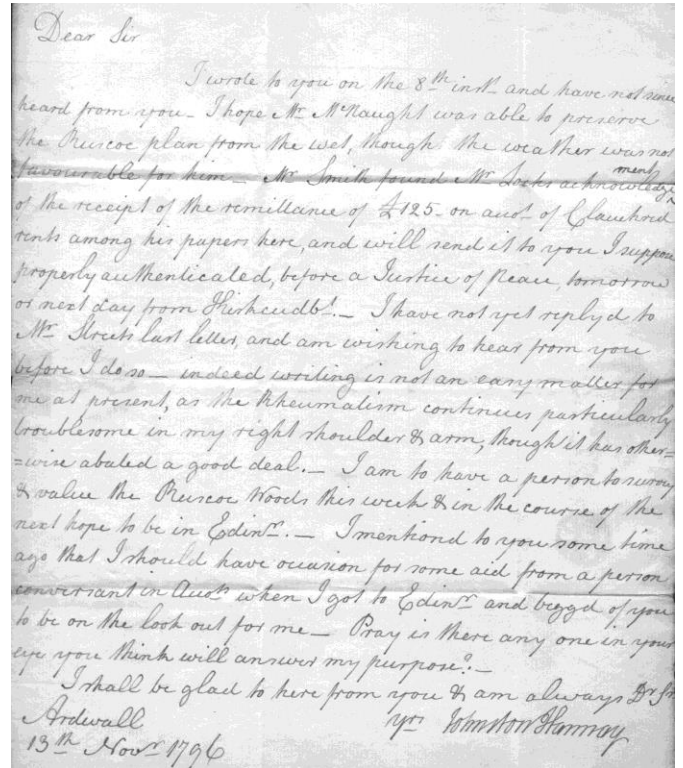 Dear Sir
I wrote to you on the 8th inst and have not since
heard from you - I hope Mr McNaught was able to preserve
the Ruscoe plan from the wet, though the weather was not
favourable for him - Mr Smith found Mr Locks acknowledgement
of the receipt of the remittance of £125 - on accot of Clauchred
rents among his papers here, and will send it to you I suppose
properly authenticated, before a Justice of Peace, tomorrow
or next day from Kirkcudbt. - I have not yet replyd to
Mr Streets last letter, and am wishing to hear from you
before I do so - indeed writing is not an easy matter for
me at present, as the Rheumatism continues particularly
troublesome in my right shoulder & arm, though it has other=
=wise abated a good deal. - I am to have a person to survey
& value the Ruscoe Woods this week & in the course of the
next hope to be in Edinr. - I mentiond to you some time
ago that I should have occasion for some aid from a person
conversant in Accots when I got to Edinr and beggd of you
to be on the look out for me - Pray is there any one in your
eye you think will answer my purpose? -
I shall be glad to here from you & am always Dr Sir
Ardwall yrs Johnston Hannay
13th Novr 1796